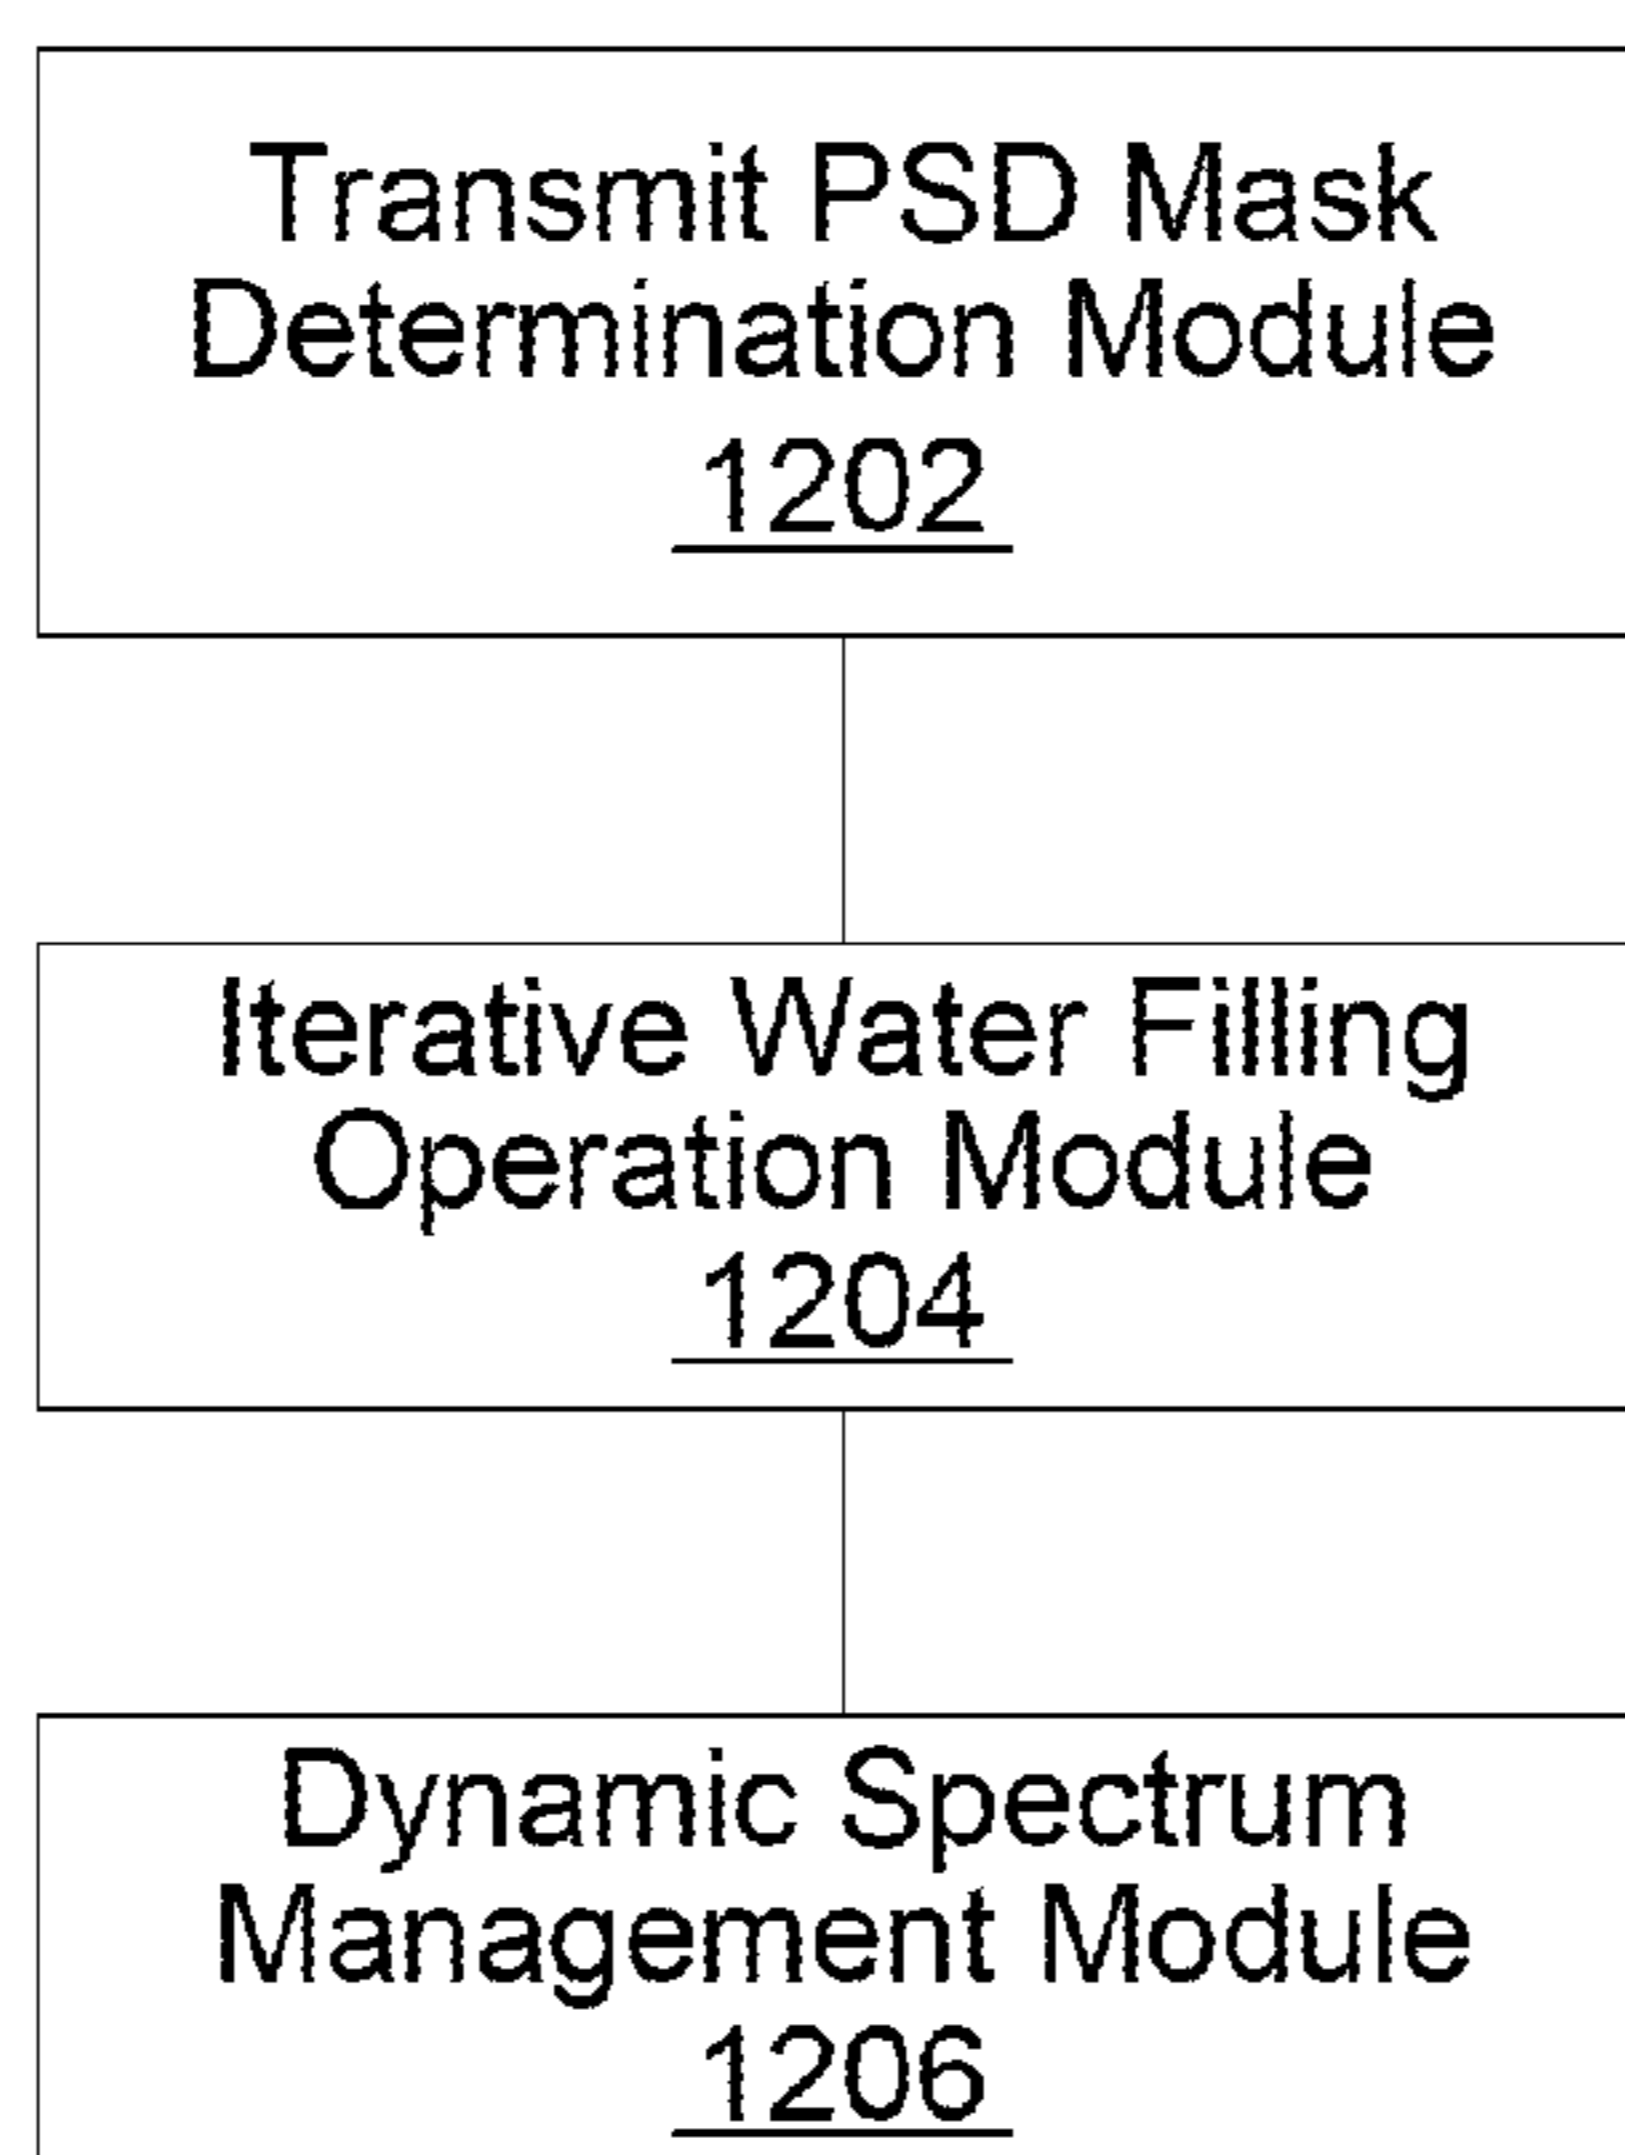 Transmit PSD Mask
Determination Module
1202
Iterative Water Filling
Operation Module
1204
Dynamic Spectrum
Management Module
1206